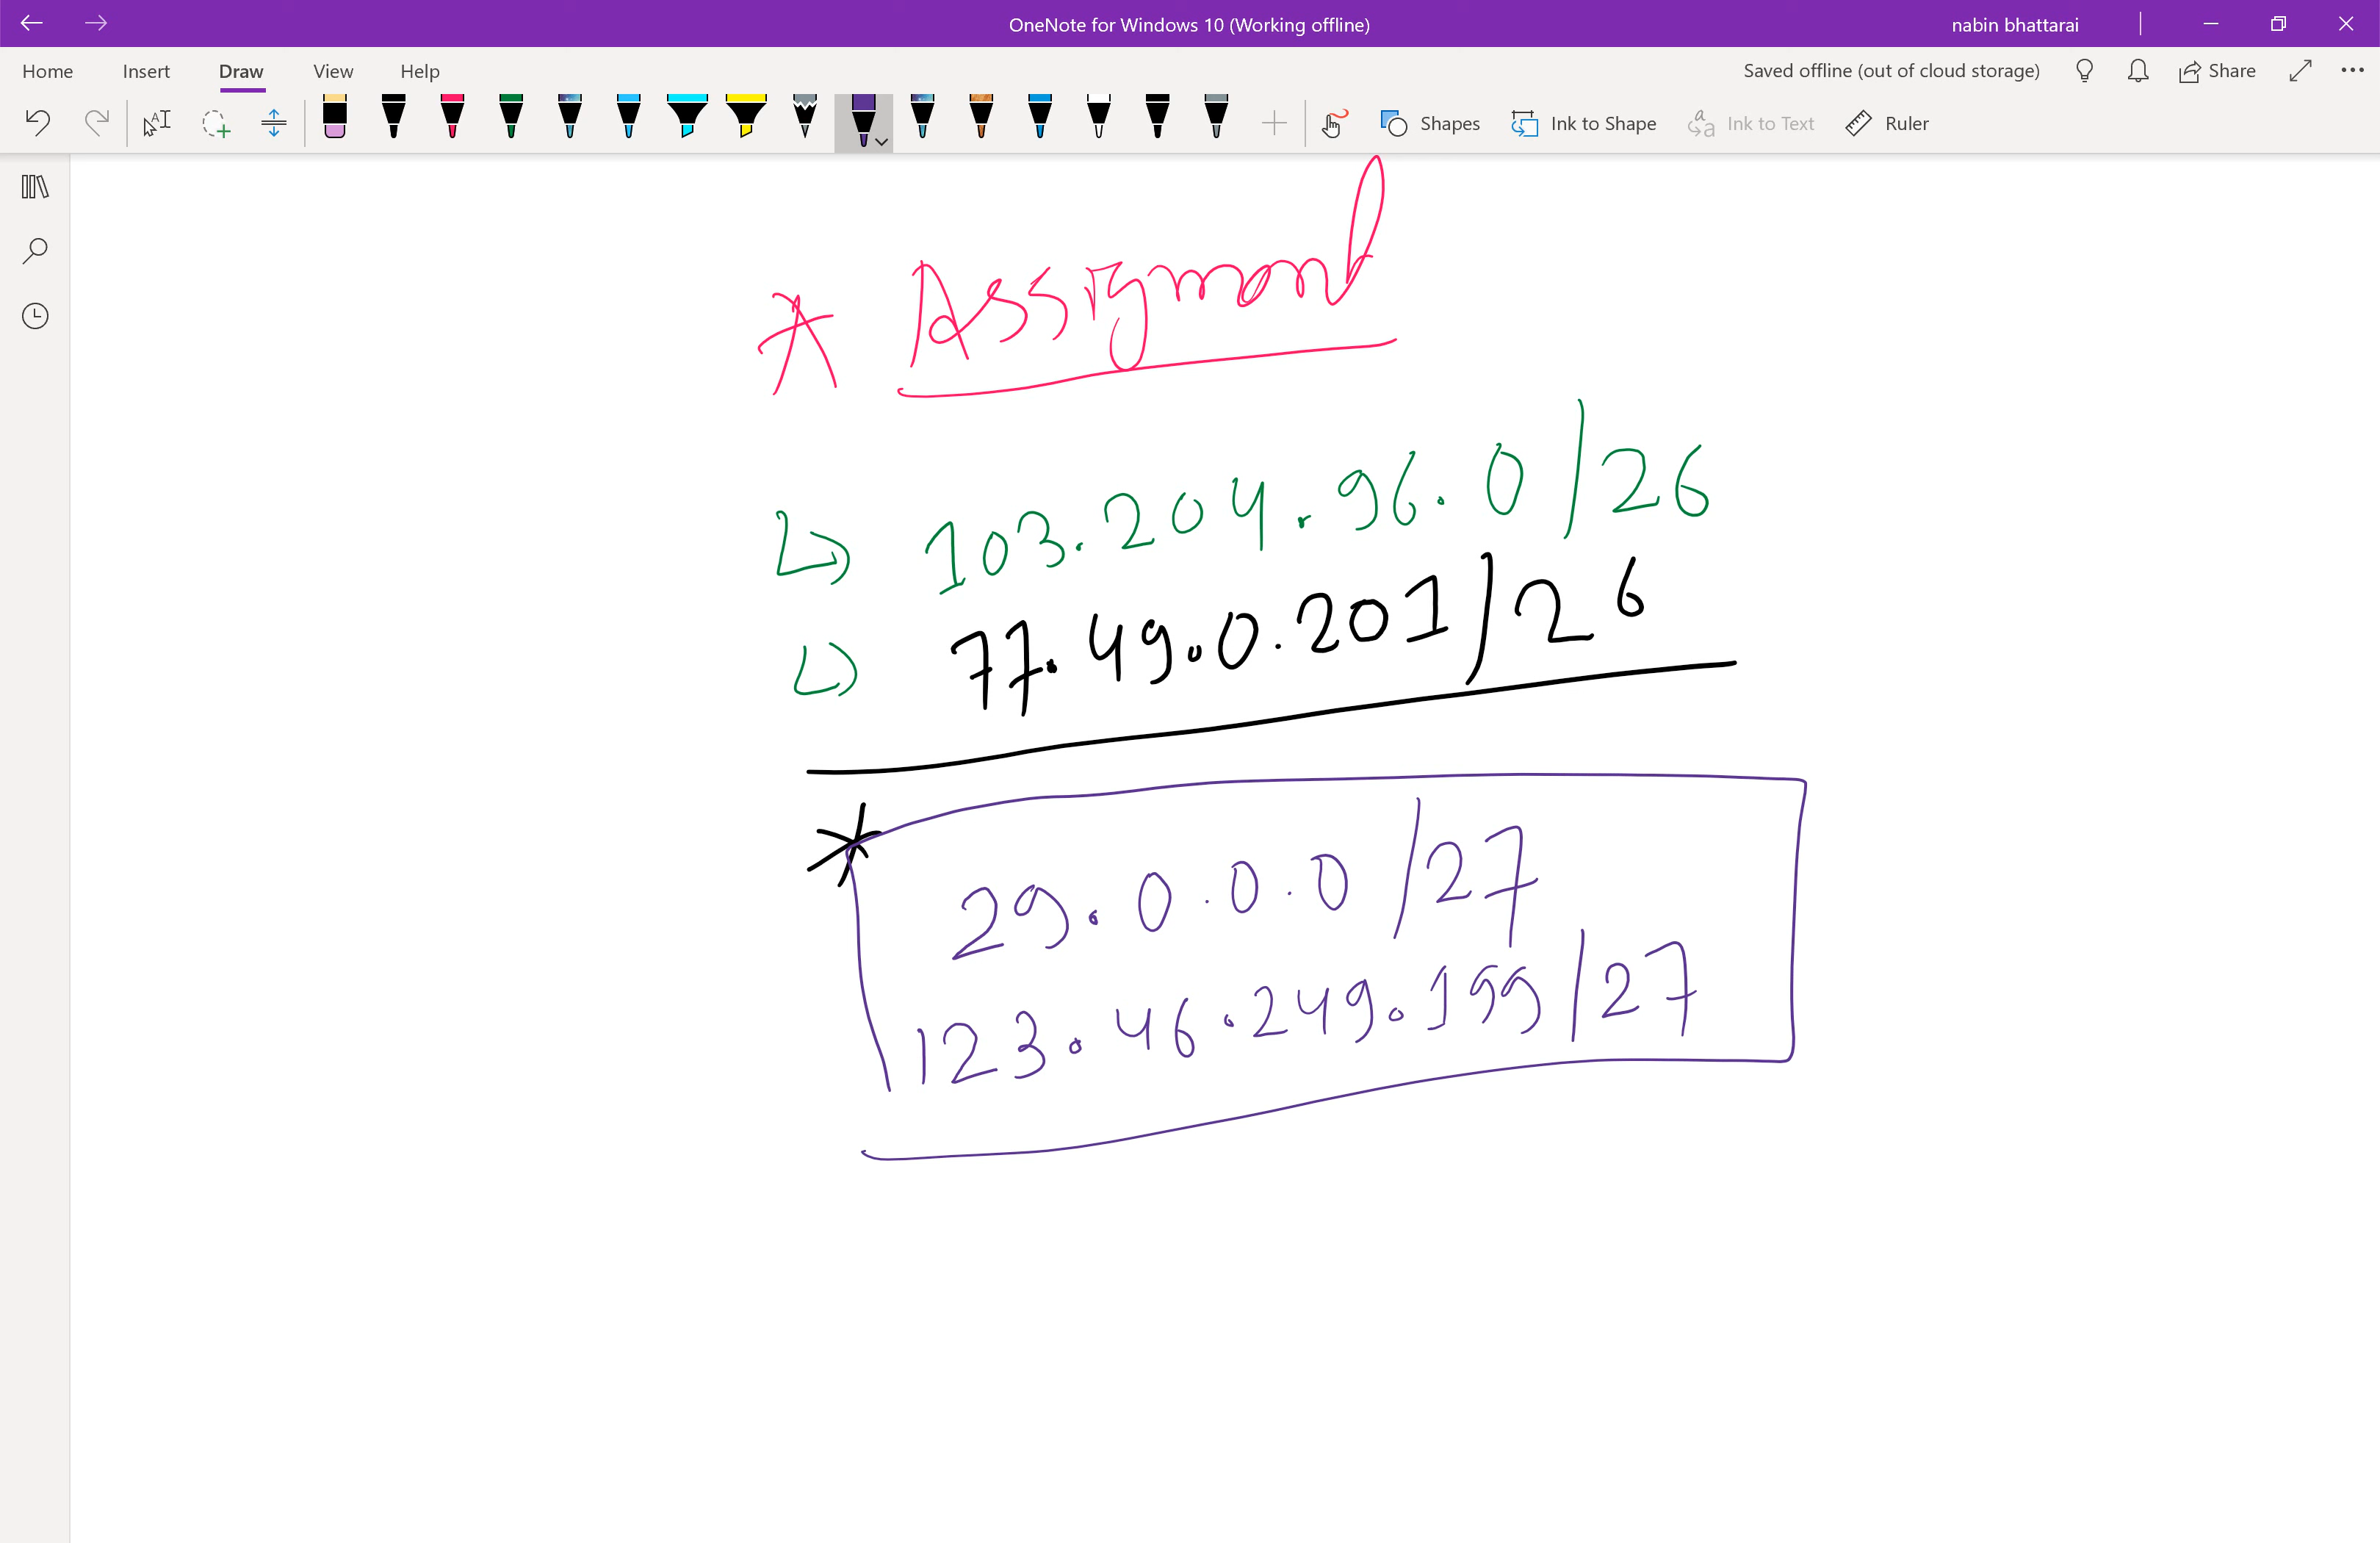 OneNote for Windows 10 (Working offline)
nabin bhattarai
Home Insert Draw View Help
Saved offline (out of cloud storage)
Share
Shapes Ink to Shape Ink to Text Ruler
* Assignment
103.204.96.0/26
77.49.0.201/26
* 29.0.0.0/27
123.46.249.199/27